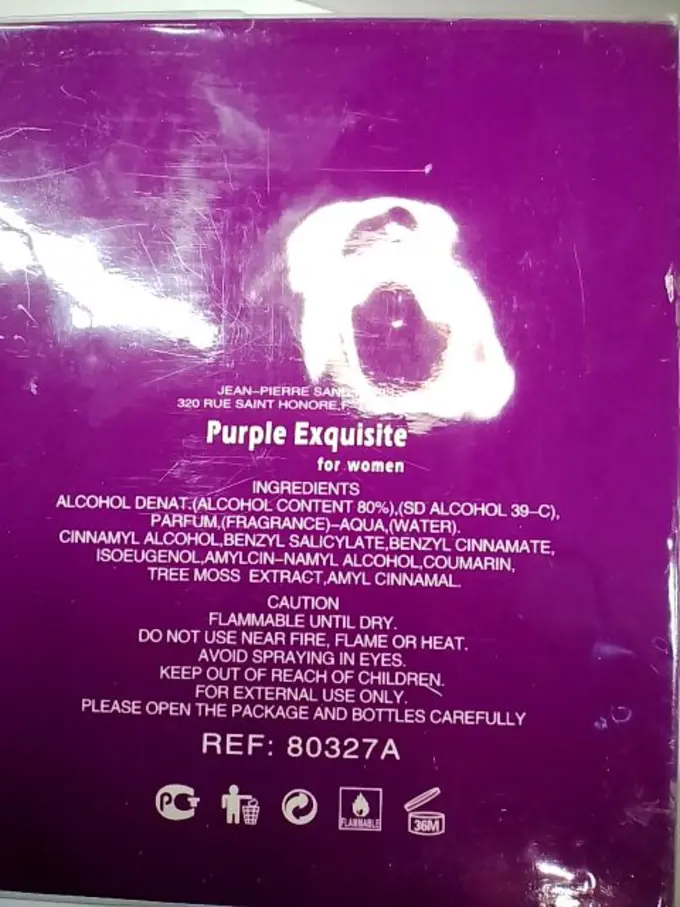 JEAN-PIERRE SAND
320 RUE SAINT HONORE,
Purple Exquisite
for women
INGREDIENTS
ALCOHOL DENAT.(ALCOHOL CONTENT 80%),(SD ALCOHOL 39-C),
PARFUM,(FRAGRANCE)-AQUA,(WATER).
CINNAMYL ALCOHOL,BENZYL SALICYLATE,BENZYL CINNAMATE,
ISOEUGENOL,AMYLCIN-NAMYL ALCOHOL,COUMARIN,
TREE MOSS EXTRACT,AMYL CINNAMAL.
CAUTION
FLAMMABLE UNTIL DRY.
DO NOT USE NEAR FIRE, FLAME OR HEAT.
AVOID SPRAYING IN EYES.
KEEP OUT OF REACH OF CHILDREN.
FOR EXTERNAL USE ONLY.
PLEASE OPEN THE PACKAGE AND BOTTLES CAREFULLY
REF: 80327A
PCT FLAMMABLE 36M